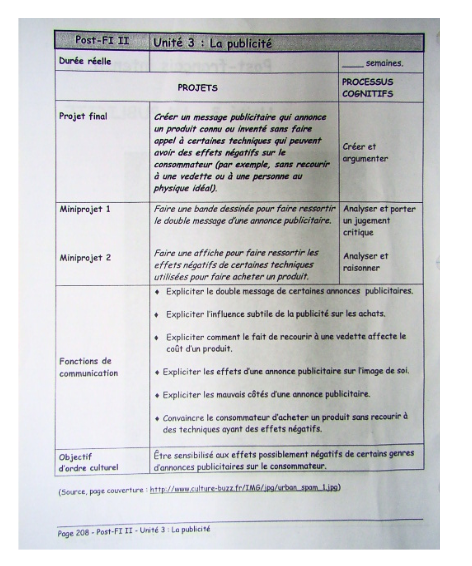 Post-FI II Unité 3 : La publicité
Durée réelle ____ semaines.
PROJETS PROCESSUS
COGNITIFS
Projet final Créer un message publicitaire qui annonce
un produit connu ou inventé sans faire
appel à certaines techniques qui peuvent
avoir des effets négatifs sur le
consommateur (par exemple, sans recourir
à une vedette ou à une personne au
physique idéal).
Créer et
argumenter
Miniprojet 1 Faire une bande dessinée pour faire ressortir
le double message d'une annonce publicitaire.
Analyser et porter
un jugement
critique
Miniprojet 2 Faire une affiche pour faire ressortir les
effets négatifs de certaines techniques
utilisées pour faire acheter un produit.
Analyser et
raisonner
Fonctions de
communication
♦ Expliciter le double message de certaines annonces publicitaires.
♦ Expliciter l'influence subtile de la publicité sur les achats.
♦ Expliciter comment le fait de recourir à une vedette affecte le
coût d'un produit.
♦ Expliciter les effets d'une annonce publicitaire sur l'image de soi.
♦ Expliciter les mauvais côtés d'une annonce publicitaire.
♦ Convaincre le consommateur d'acheter un produit sans recourir à
des techniques ayant des effets négatifs.
Objectif
d'ordre culturel
Être sensibilisé aux effets possiblement négatifs de certains genres
d'annonces publicitaires sur le consommateur.
(Source, page couverture : http://www.culture-buzz.fr/IMG/jpg/urban_spam_1.jpg)
Page 208 - Post-FI II - Unité 3 : La publicité